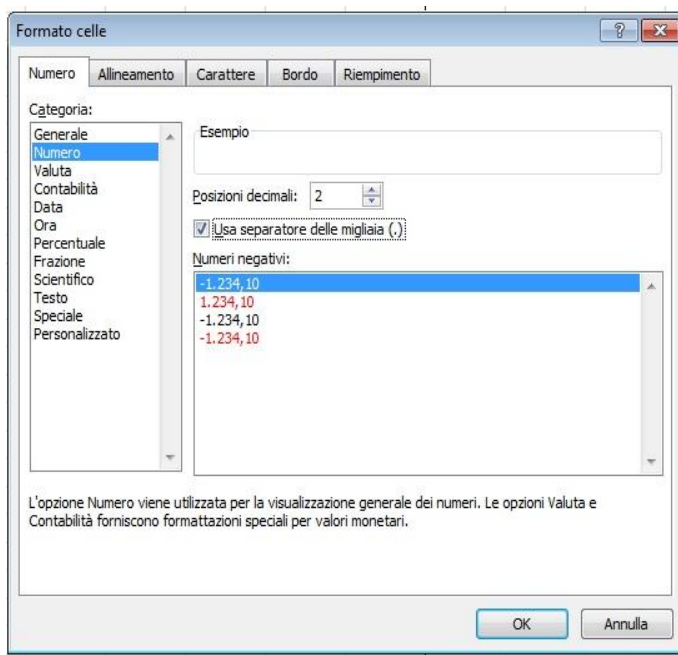 Formato celle
Numero Allineamento Carattere Bordo Riempimento
Categoria:
Generale
Numero
Valuta
Contabilità
Data
Ora
Percentuale
Frazione
Scientifico
Testo
Speciale
Personalizzato
Esempio
Posizioni decimali: 2
Usa separatore delle migliaia (.)
Numeri negativi:
-1.234,10
1.234,10
-1.234,10
-1.234,10
L'opzione Numero viene utilizzata per la visualizzazione generale dei numeri. Le opzioni Valuta e
Contabilità forniscono formattazioni speciali per valori monetari.
OK Annulla